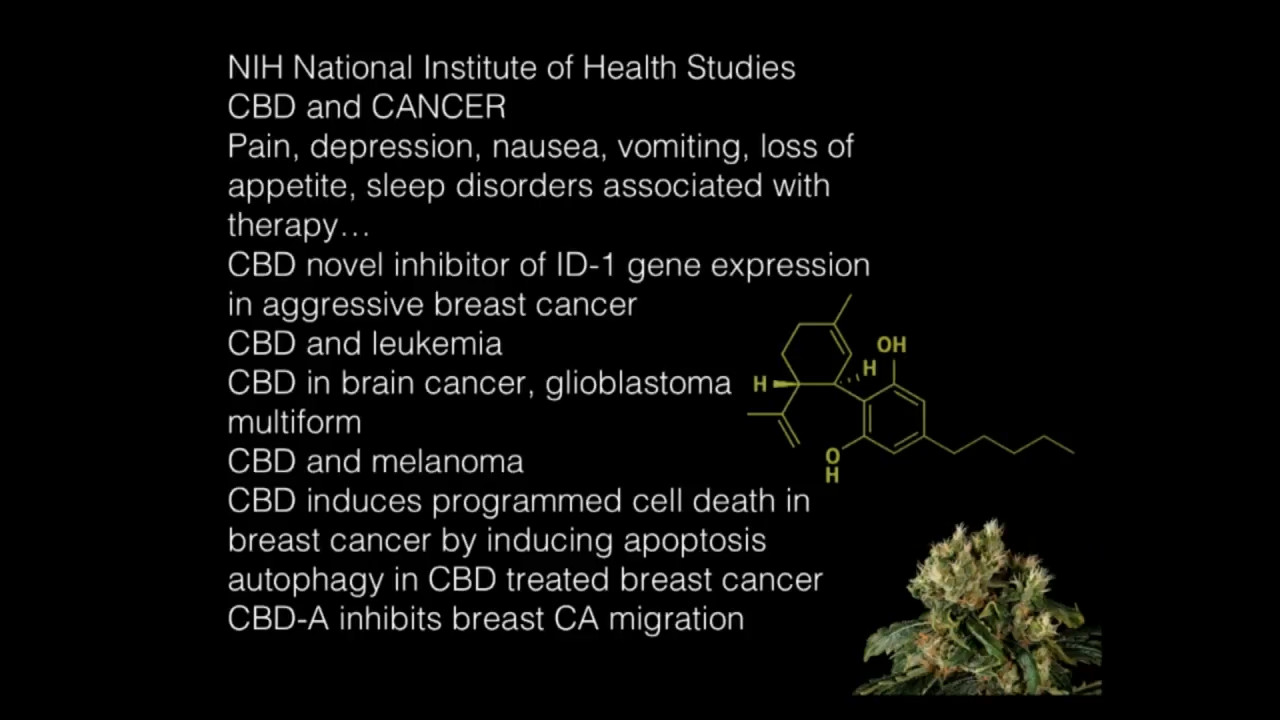 NIH National Institute of Health Studies
CBD and CANCER
Pain, depression, nausea, vomiting, loss of
appetite, sleep disorders associated with
therapy…
CBD novel inhibitor of ID-1 gene expression
in aggressive breast cancer
CBD and leukemia
CBD in brain cancer, glioblastoma
multiform
CBD and melanoma
CBD induces programmed cell death in
breast cancer by inducing apoptosis
autophagy in CBD treated breast cancer
CBD-A inhibits breast CA migration
OH
H
H
O
H